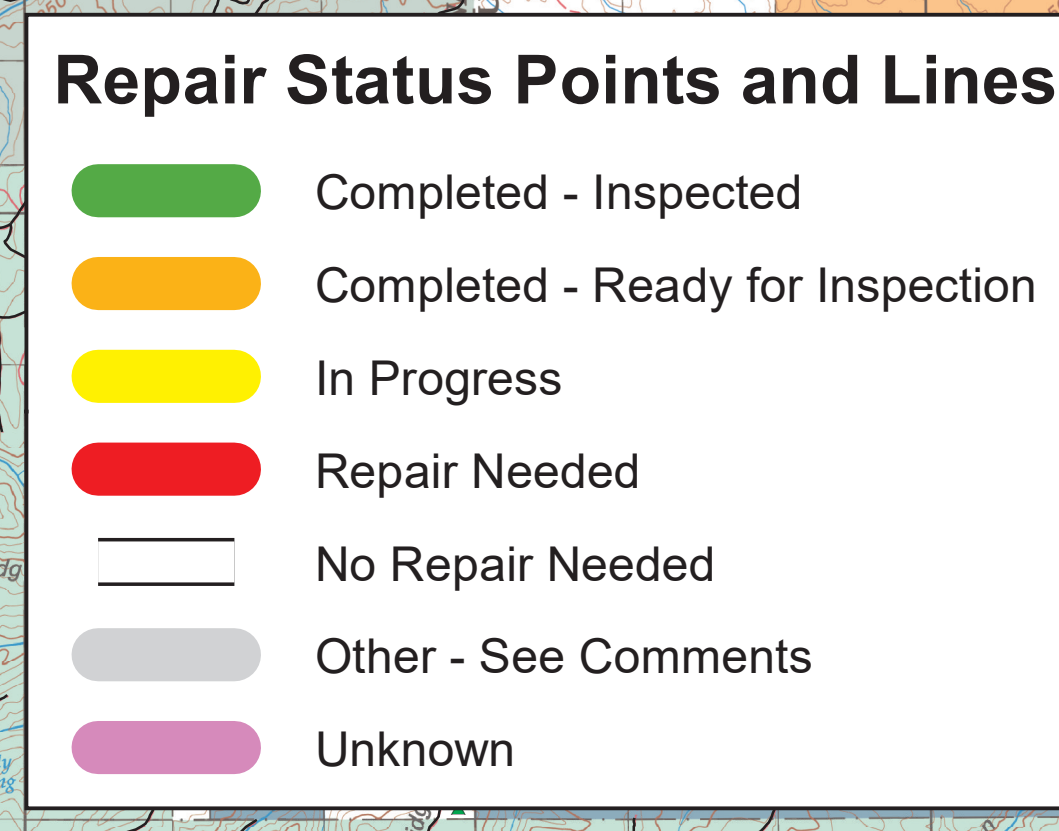 Repair Status Points and Lines
Completed - Inspected
Completed - Ready for Inspection
In Progress
Repair Needed
No Repair Needed
Other - See Comments
Unknown